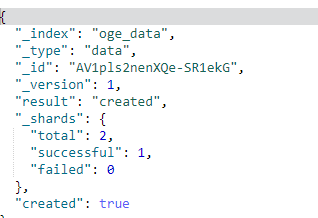 {
"_index": "oge_data",
"_type": "data",
"_id": "AV1pls2nenXQe-SR1ekG",
"_version": 1,
"result": "created",
"_shards": {
"total": 2,
"successful": 1,
"failed": 0
},
"created": true
}